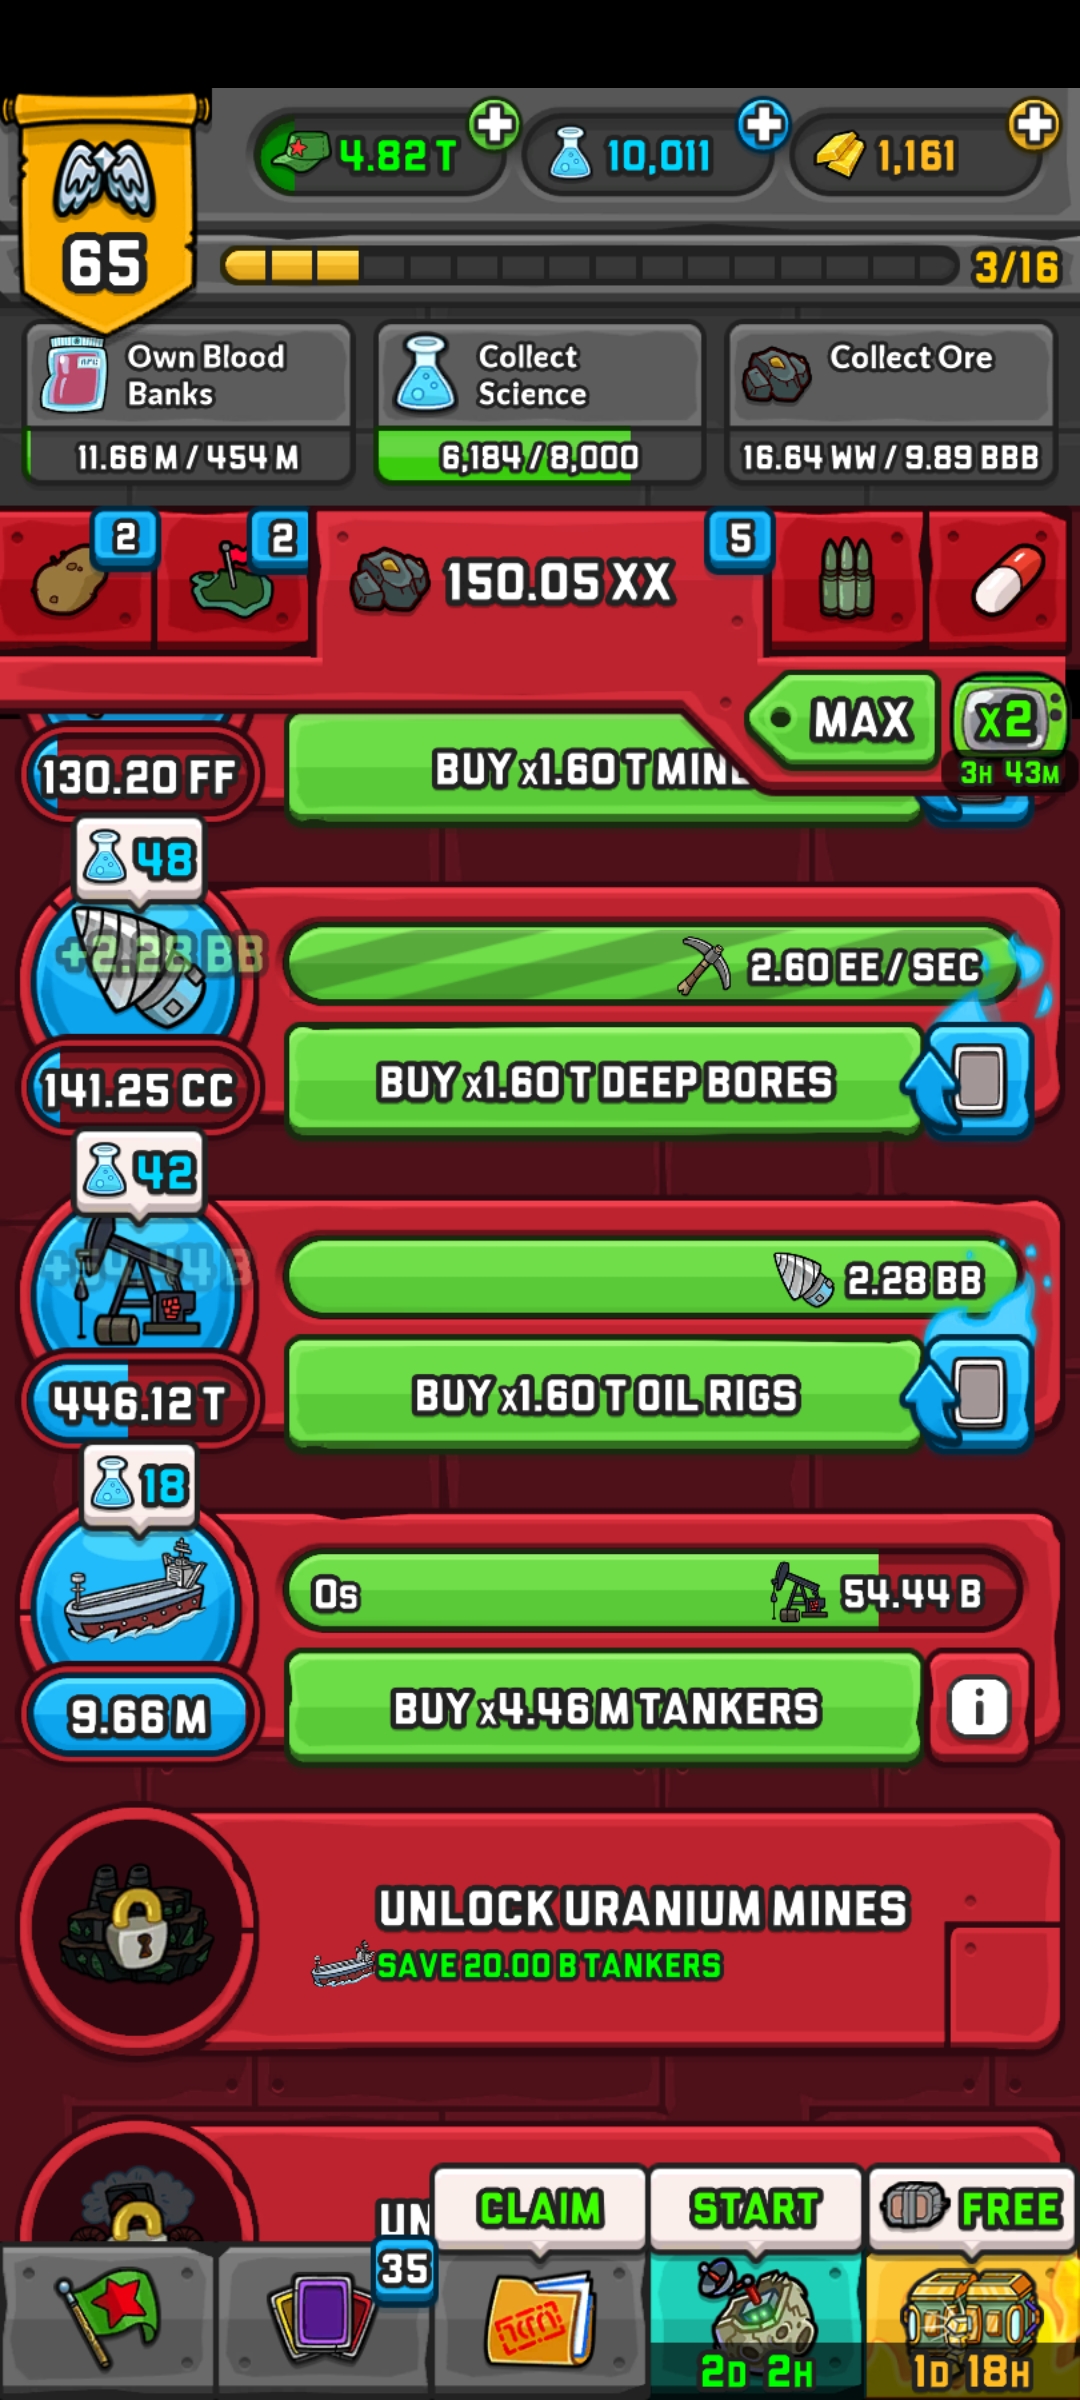 4.82 T
10,011
1,161
65
3/16
Own Blood
Banks
11.66 M / 454 M
Collect
Science
6,184 / 8,000
Collect Ore
16.64 WW / 9.89 BBB
2
2
150.05 XX
5
MAX
x2
3H 43M
130.20 FF
BUY x1.60 T MINE
48
+2.28 BB
2.60 EE / SEC
141.25 CC
BUY x1.60 T DEEP BORES
42
+54.44 B
2.28 BB
446.12 T
BUY x1.60 T OIL RIGS
18
0s
54.44 B
9.66 M
BUY x4.46 M TANKERS
i
UNLOCK URANIUM MINES
SAVE 20.00 B TANKERS
UN
CLAIM
START
FREE
35
2D 2H
1D 18H